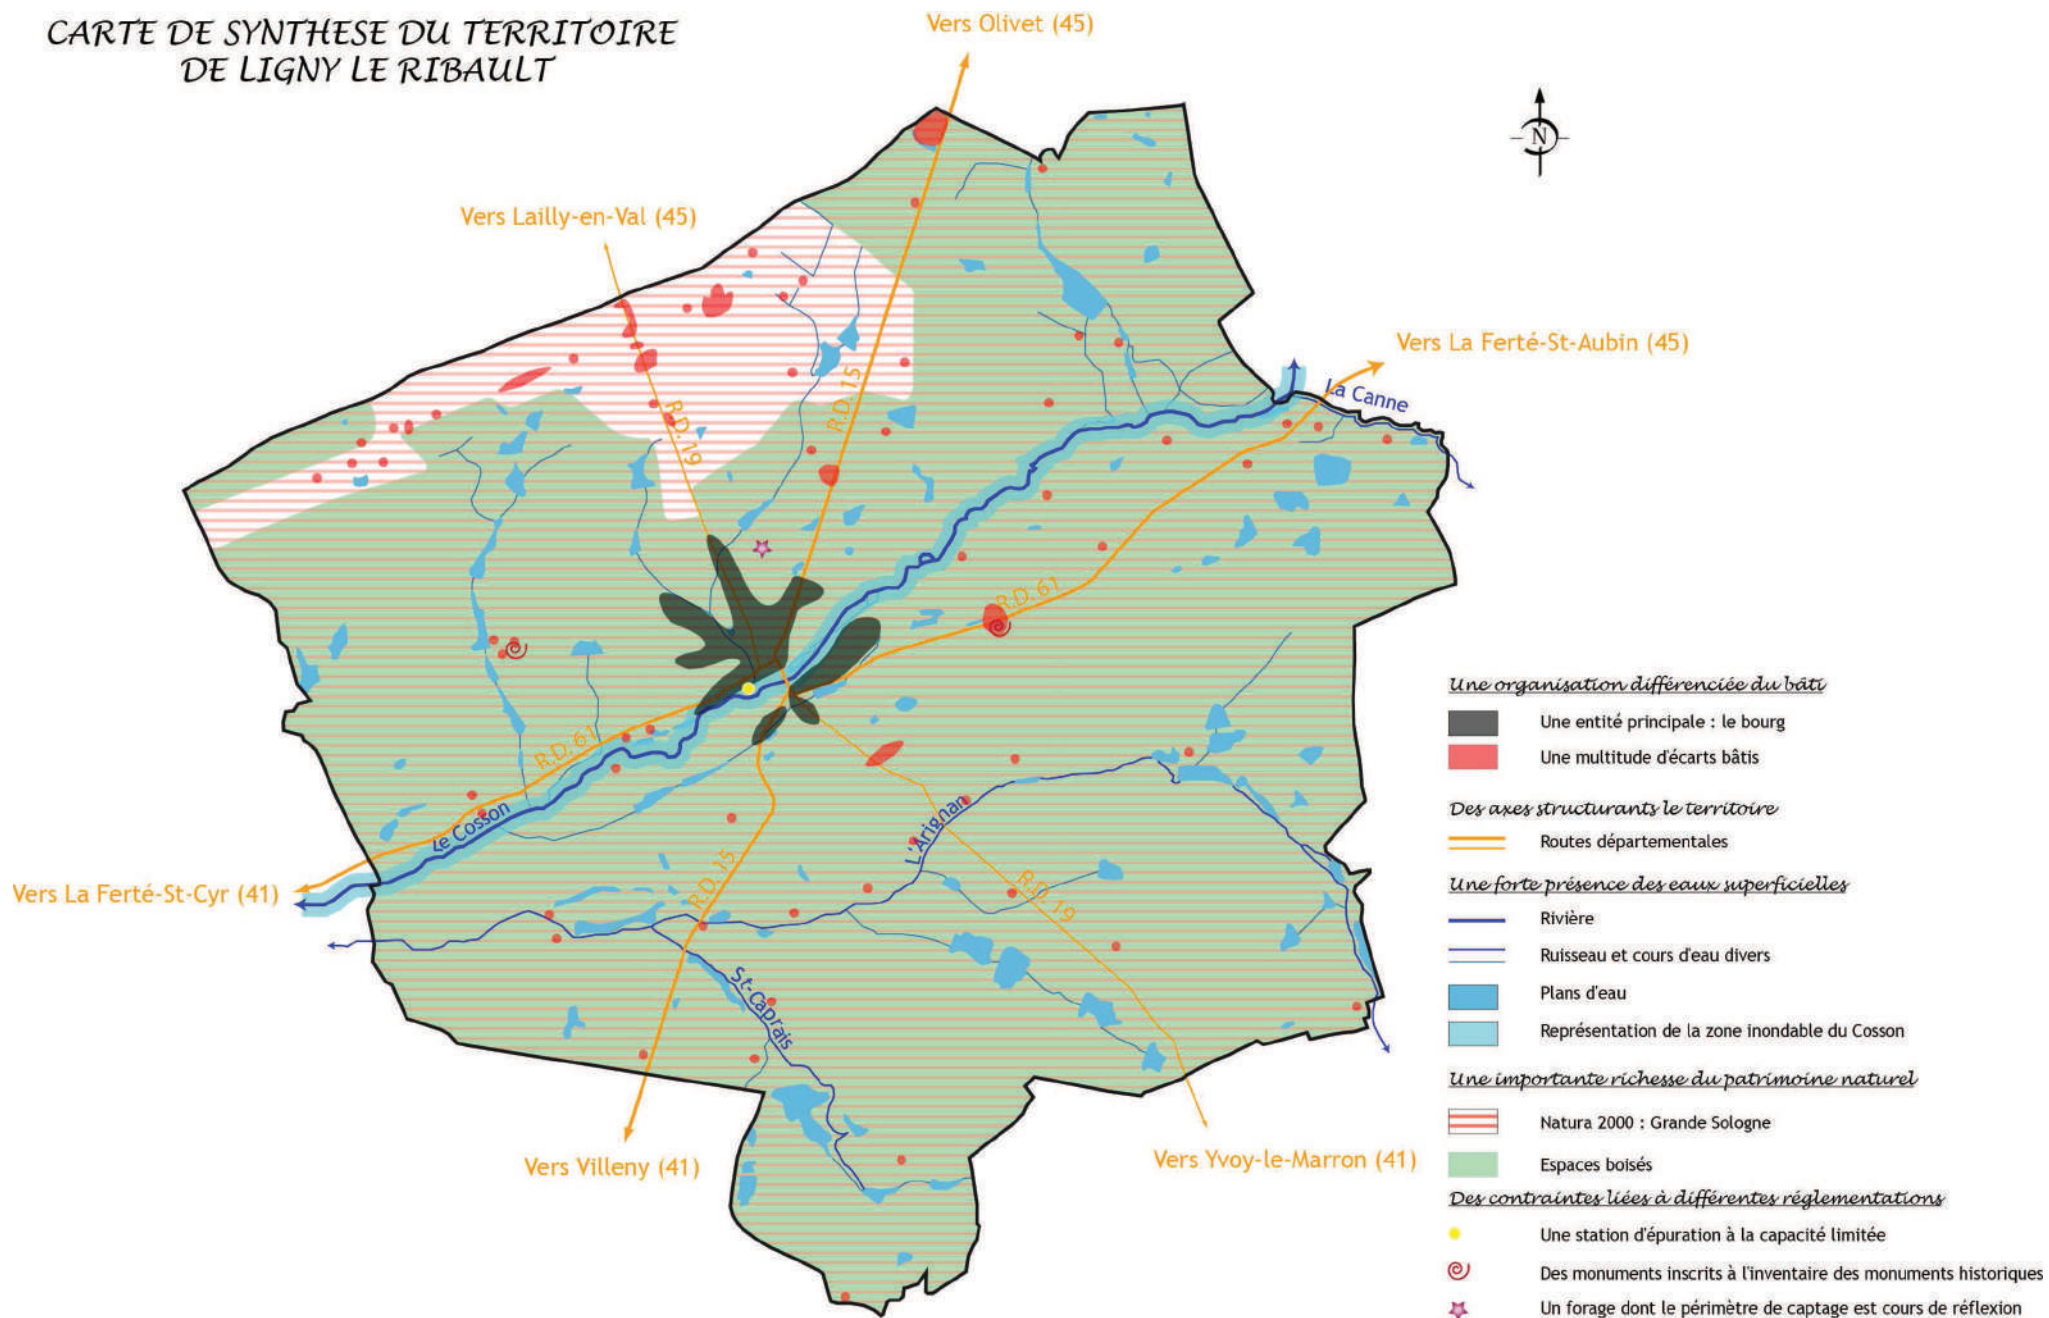 CARTE DE SYNTHESE DU TERRITOIRE
DE LIGNY LE RIBAULT
Vers Olivet (45)
N
Vers Lailly-en-Val (45)
Vers La Ferté-St-Aubin (45)
La Canne
R.D. 15
R.D. 19
R.D. 61
R.D. 61
Le Cosson
L'Arignan
Vers La Ferté-St-Cyr (41)
R.D. 15
R.D. 19
St-Caprais
Vers Villeny (41)
Vers Yvoy-le-Marron (41)
Une organisation différenciée du bâti
Une entité principale : le bourg
Une multitude d'écarts bâtis
Des axes structurants le territoire
Routes départementales
Une forte présence des eaux superficielles
Rivière
Ruisseau et cours d'eau divers
Plans d'eau
Représentation de la zone inondable du Cosson
Une importante richesse du patrimoine naturel
Natura 2000 : Grande Sologne
Espaces boisés
Des contraintes liées à différentes réglementations
Une station d'épuration à la capacité limitée
Des monuments inscrits à l'inventaire des monuments historiques
Un forage dont le périmètre de captage est cours de réflexion